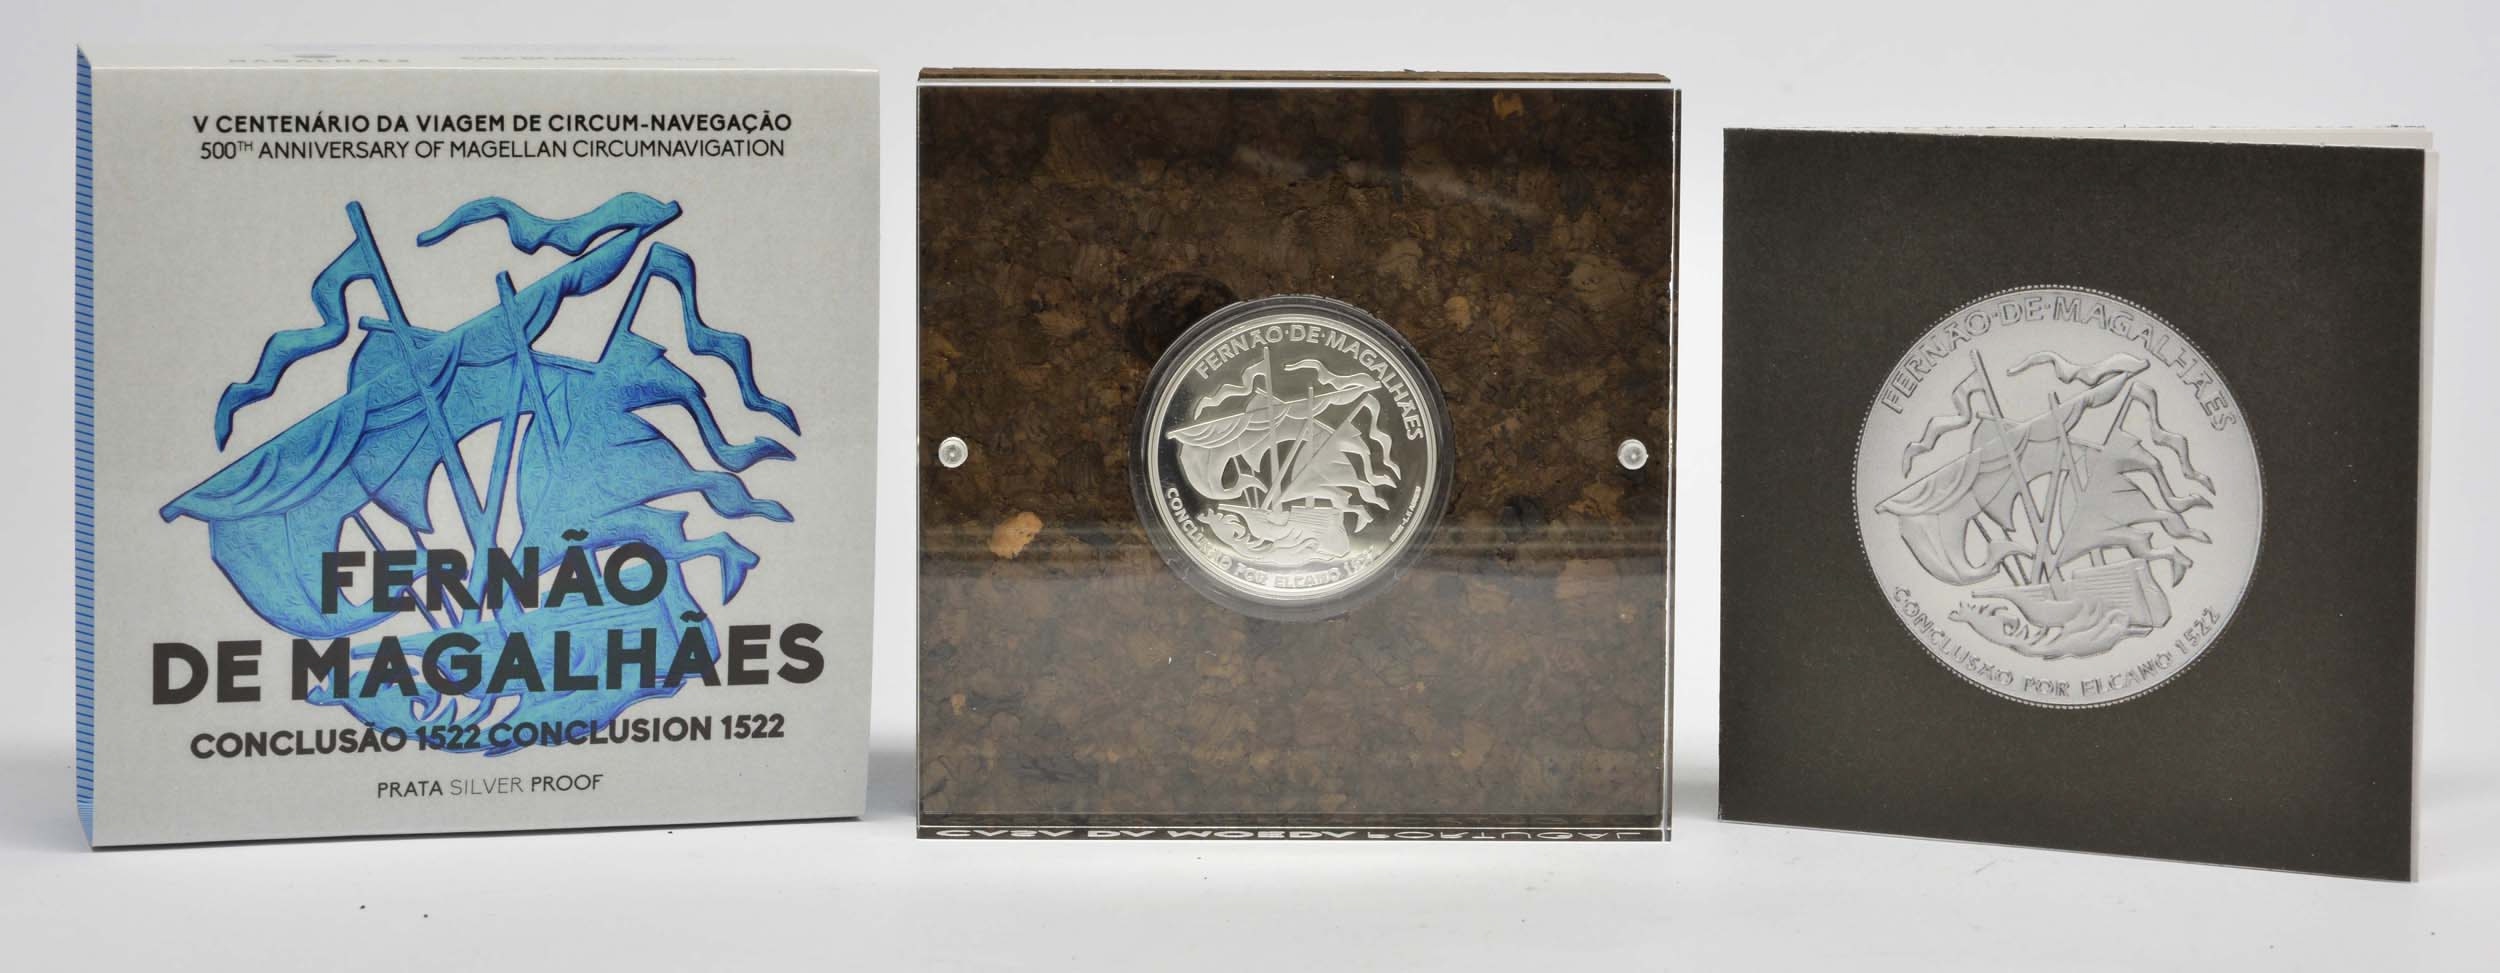 V CENTENÁRIO DA VIAGEM DE CIRCUM-NAVEGAÇÃO
500TH ANNIVERSARY OF MAGELLAN CIRCUMNAVIGATION
FERNÃO
DE MAGALHÃES
CONCLUSÃO 1522 CONCLUSION 1522
PRATA SILVER PROOF
FERNÃO·DE·MAGALHÃES
CONCLUSÃO POR ELCANO 1522
CASA DA MOEDA PORTUGAL
FERNÃO·DE·MAGALHÃES
CONCLUSÃO POR ELCANO·1522